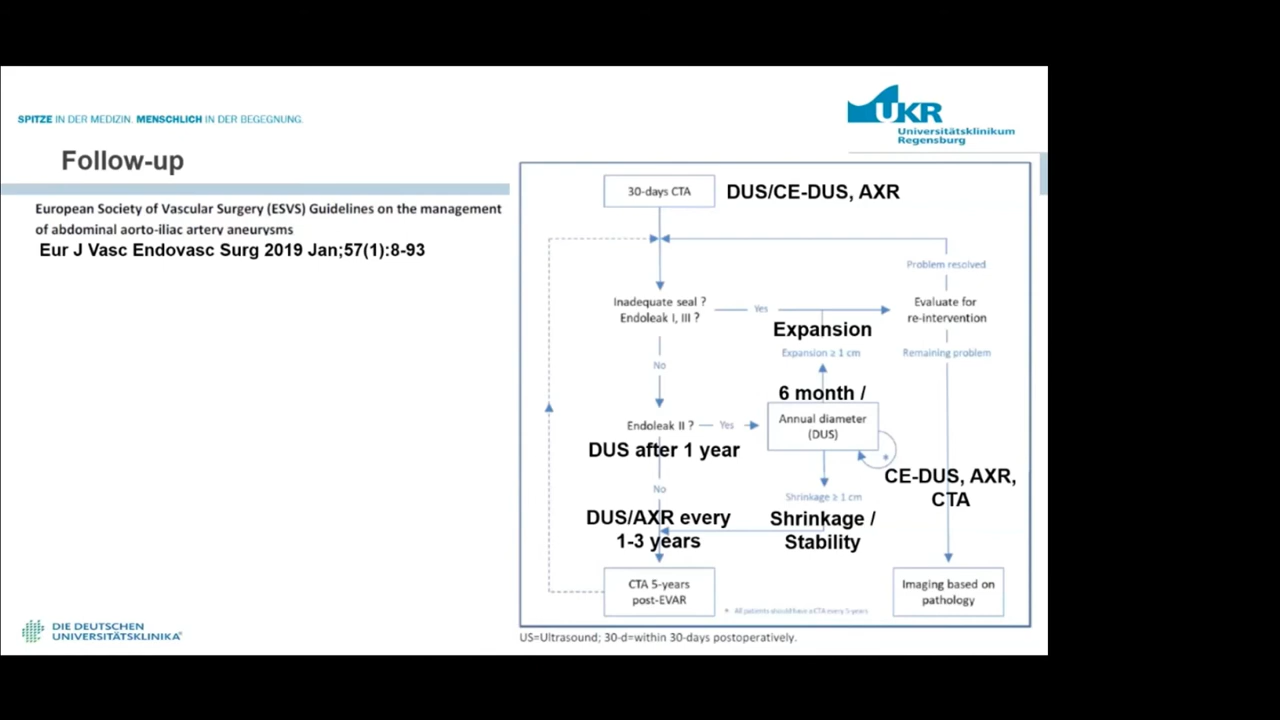 SPITZE IN DER MEDIZIN. MENSCHLICH IN DER BEGEGNUNG.
UKR
Universitätsklinikum
Regensburg
Follow-up
European Society of Vascular Surgery (ESVS) Guidelines on the management
of abdominal aorto-iliac artery aneurysms
Eur J Vasc Endovasc Surg 2019 Jan;57(1):8-93
30-days CTA
DUS/CE-DUS, AXR
Problem resolved
Inadequate seal ?
Endoleak I, III ?
Yes
Evaluate for
re-intervention
Expansion
Expansion ≥ 1 cm
Remaining problem
No
6 month /
Annual diameter
(DUS)
Endoleak II ?
Yes
DUS after 1 year
*
CE-DUS, AXR,
CTA
No
Shrinkage ≥ 1 cm
DUS/AXR every
1-3 years
Shrinkage /
Stability
CTA 5-years
post-EVAR
Imaging based on
pathology
* All patients should have a CTA every 5-years
DIE DEUTSCHEN
UNIVERSITÄTSKLINIKA®
US=Ultrasound; 30-d=within 30-days postoperatively.